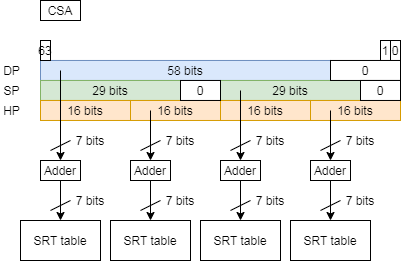 CSA
63 1 0
DP 58 bits 0
SP 29 bits 0 29 bits 0
HP 16 bits 16 bits 16 bits 16 bits
7 bits 7 bits 7 bits 7 bits
Adder Adder Adder Adder
7 bits 7 bits 7 bits 7 bits
SRT table SRT table SRT table SRT table